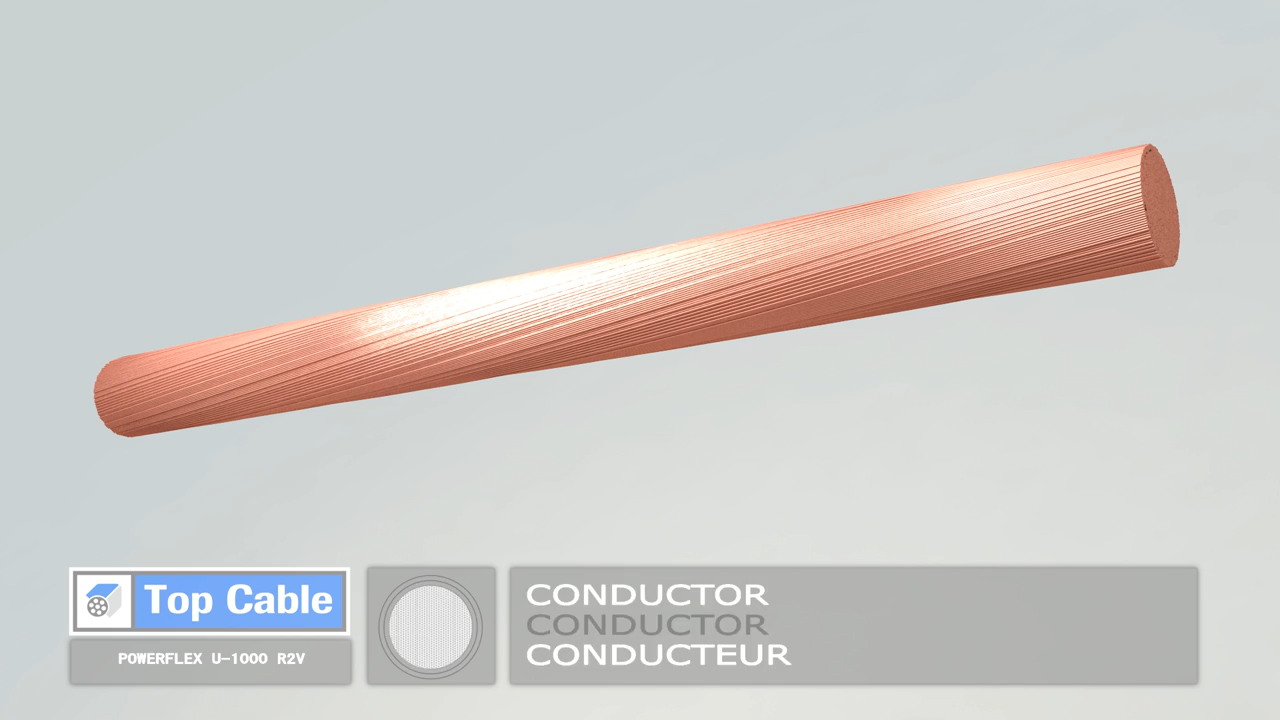 Top Cable
POWERFLEX U-1000 R2V
CONDUCTOR
CONDUCTOR
CONDUCTEUR